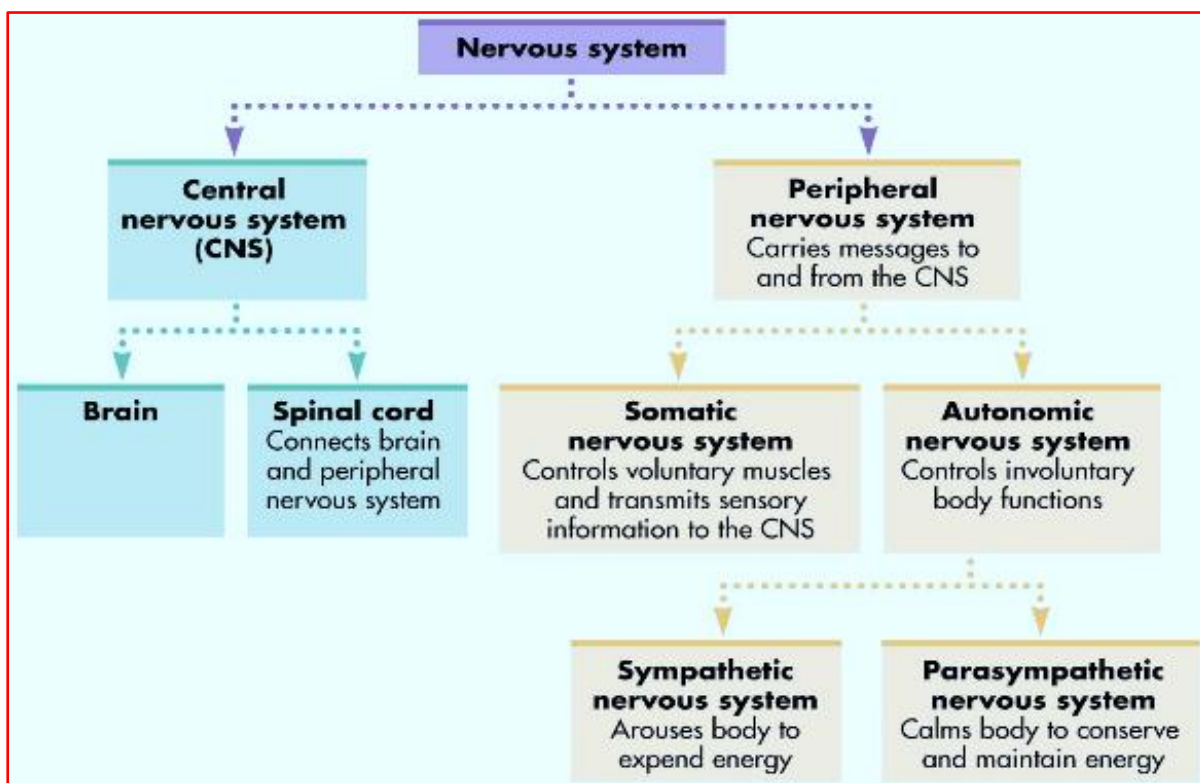 Nervous system
Central
nervous system
(CNS)
Peripheral
nervous system
Carries messages to
and from the CNS
Brain
Spinal cord
Connects brain
and peripheral
nervous system
Somatic
nervous system
Controls voluntary muscles
and transmits sensory
information to the CNS
Autonomic
nervous system
Controls involuntary
body functions
Sympathetic
nervous system
Arouses body to
expend energy
Parasympathetic
nervous system
Calms body to conserve
and maintain energy